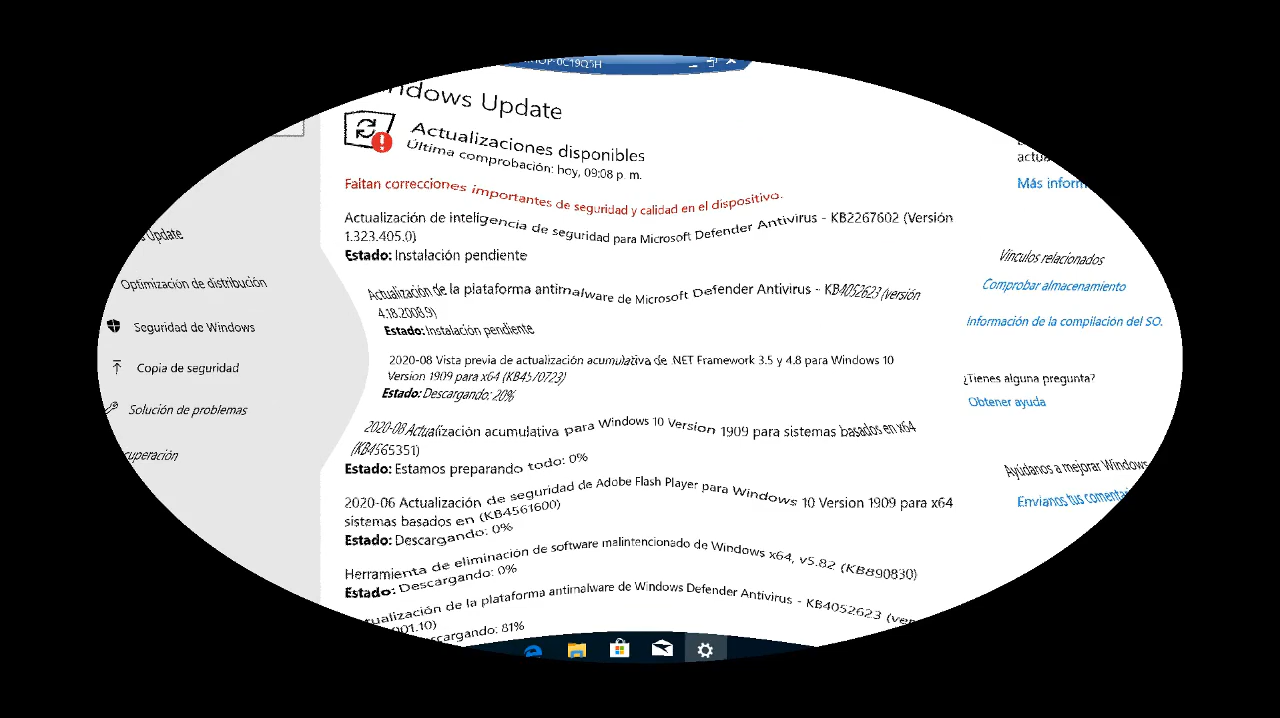 Windows Update
Actualizaciones disponibles
Última comprobación: hoy, 09:08 p. m.
Faltan correcciones importantes de seguridad y calidad en el dispositivo.
Actualización de inteligencia de seguridad para Microsoft Defender Antivirus - KB2267602 (Versión
1.323.405.0)
Estado: Instalación pendiente
Actualización de la plataforma antimalware de Microsoft Defender Antivirus - KB4052623 (versión
4.18.2008.9)
Estado: Instalación pendiente
2020-08 Vista previa de actualización acumulativa de .NET Framework 3.5 y 4.8 para Windows 10
Version 1909 para x64 (KB4570723)
Estado: Descargando: 20%
2020-08 Actualización acumulativa para Windows 10 Version 1909 para sistemas basados en x64
(KB4565351)
Estado: Estamos preparando todo: 0%
2020-06 Actualización de seguridad de Adobe Flash Player para Windows 10 Version 1909 para x64
sistemas basados en (KB4561600)
Estado: Descargando: 0%
Herramienta de eliminación de software malintencionado de Windows x64, v5.82 (KB890830)
Estado: Descargando: 0%
tualización de la plataforma antimalware de Windows Defender Antivirus - KB4052623 (ver
001.10)
scargando: 81%
s Update
Optimización de distribución
Seguridad de Windows
Copia de seguridad
Solución de problemas
cuperación
actua
Más inform
Vínculos relacionados
Comprobar almacenamiento
Información de la compilación del SO.
¿Tienes alguna pregunta?
Obtener ayuda
Ayúdanos a mejorar Windows
Envíanos tus comentar